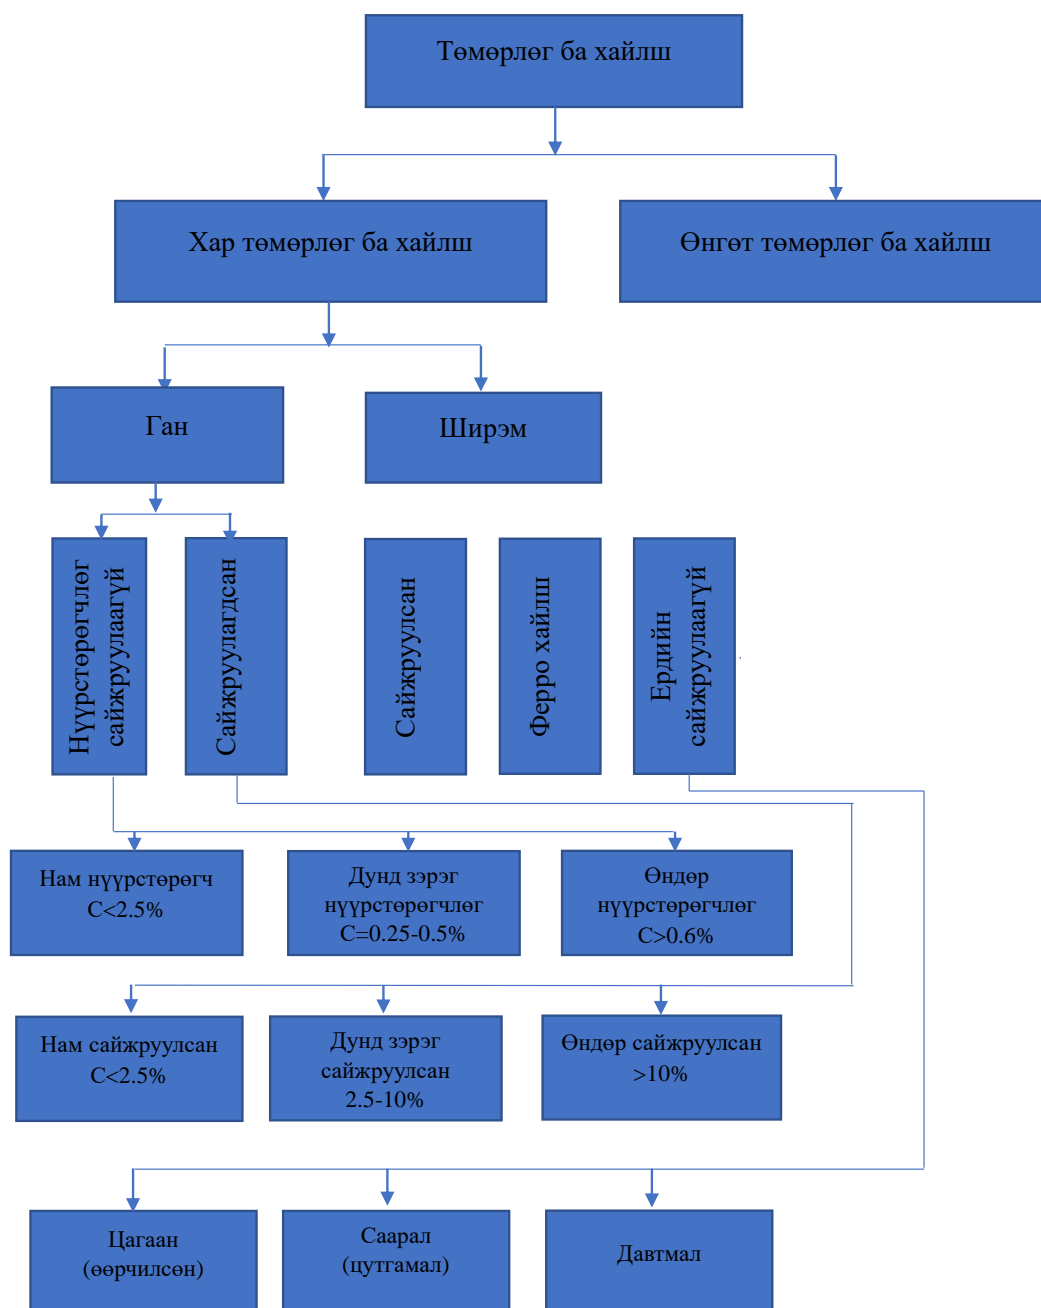 Төмөрлөг ба хайлш
Хар төмөрлөг ба хайлш
Өнгөт төмөрлөг ба хайлш
Ган
Ширэм
Нүүрстөрөгчлөг
сайжруулаагүй
Сайжруулагдсан
Сайжруулсан
Ферро хайлш
Ердийн
сайжруулаагүй
Нам нүүрстөрөгч
C<2.5%
Дунд зэрэг
нүүрстөрөгчлөг
C=0.25-0.5%
Өндөр
нүүрстөрөгчлөг
C>0.6%
Нам сайжруулсан
C<2.5%
Дунд зэрэг
сайжруулсан
2.5-10%
Өндөр сайжруулсан
>10%
Цагаан
(өөрчилсөн)
Саарал
(цутгамал)
Давтмал